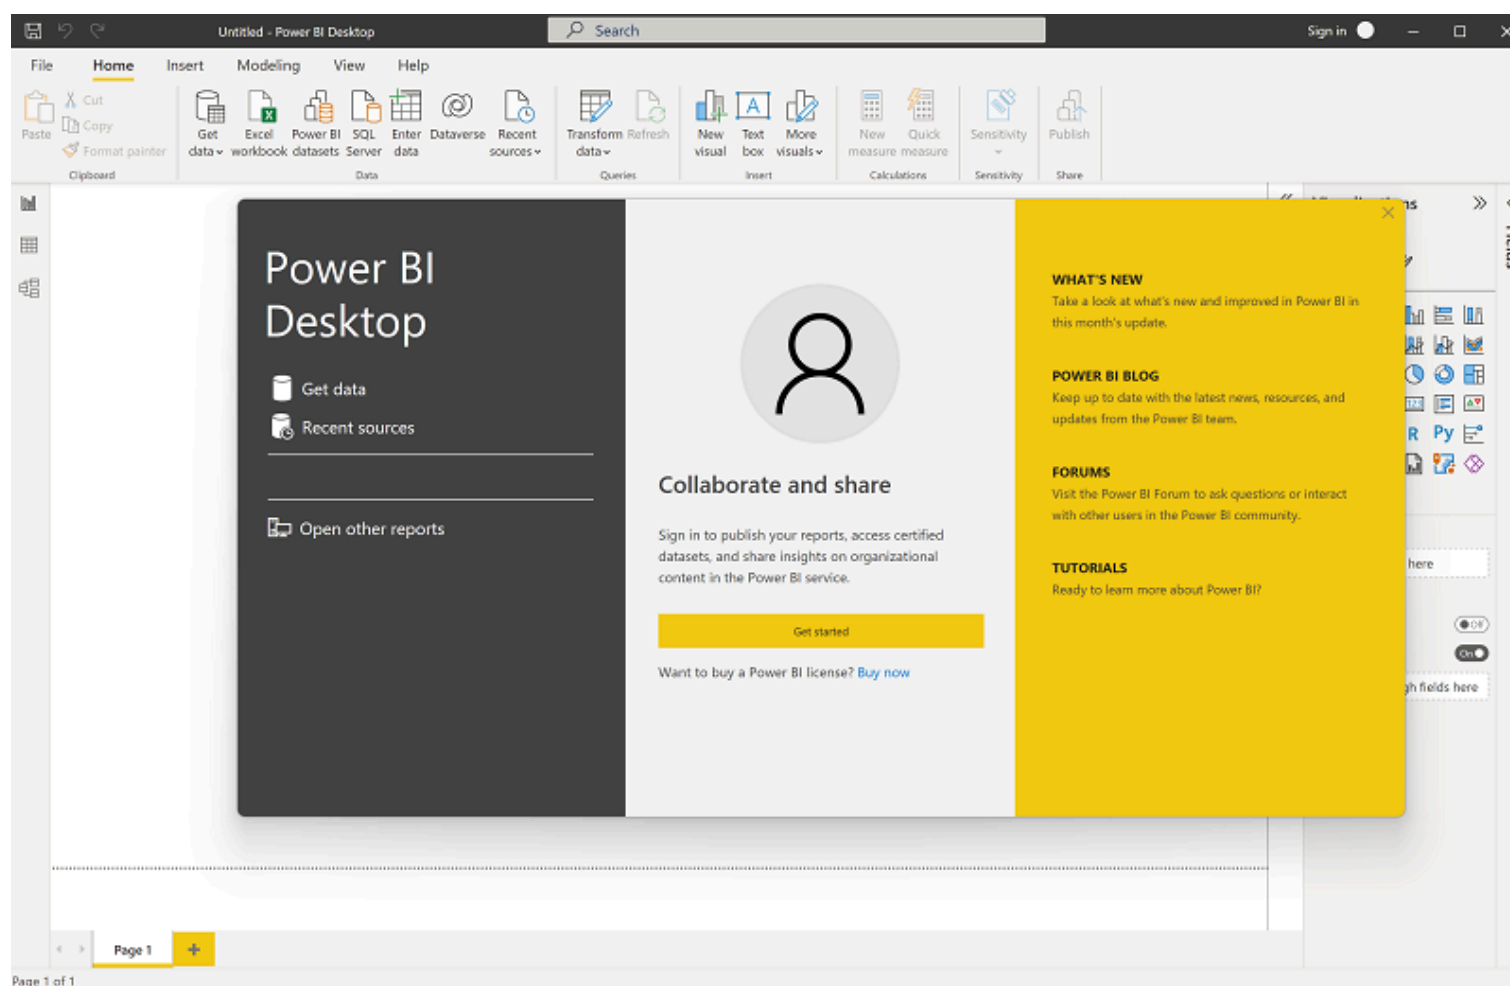 Untitled - Power BI Desktop
Search
Sign in
File Home Insert Modeling View Help
Paste
Cut
Copy
Format painter
Clipboard
Get data
Excel workbook
Power BI datasets
SQL Server
Enter data
Dataverse
Recent sources
Data
Transform data
Refresh
Queries
New visual
Text box
More visuals
Insert
New measure
Quick measure
Calculations
Sensitivity
Sensitivity
Publish
Share
Power BI
Desktop
Get data
Recent sources
Open other reports
Collaborate and share
Sign in to publish your reports, access certified
datasets, and share insights on organizational
content in the Power BI service.
Get started
Want to buy a Power BI license? Buy now
WHAT'S NEW
Take a look at what's new and improved in Power BI in
this month's update.
POWER BI BLOG
Keep up to date with the latest news, resources, and
updates from the Power BI team.
FORUMS
Visit the Power BI Forum to ask questions or interact
with other users in the Power BI community.
TUTORIALS
Ready to learn more about Power BI?
123
R Py
here
Off
On
fields here
Page 1
Page 1 of 1